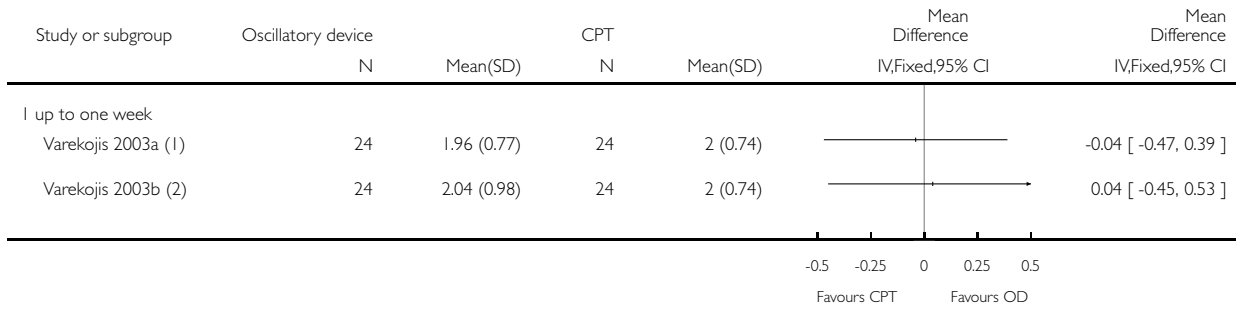 Mean Mean
Study or subgroup Oscillatory device CPT Difference Difference
N Mean(SD) N Mean(SD) IV,Fixed,95% CI IV,Fixed,95% CI
1 up to one week
Varekojis 2003a (1) 24 1.96 (0.77) 24 2 (0.74) -0.04 [ -0.47, 0.39 ]
Varekojis 2003b (2) 24 2.04 (0.98) 24 2 (0.74) 0.04 [ -0.45, 0.53 ]
-0.5 -0.25 0 0.25 0.5
Favours CPT Favours OD